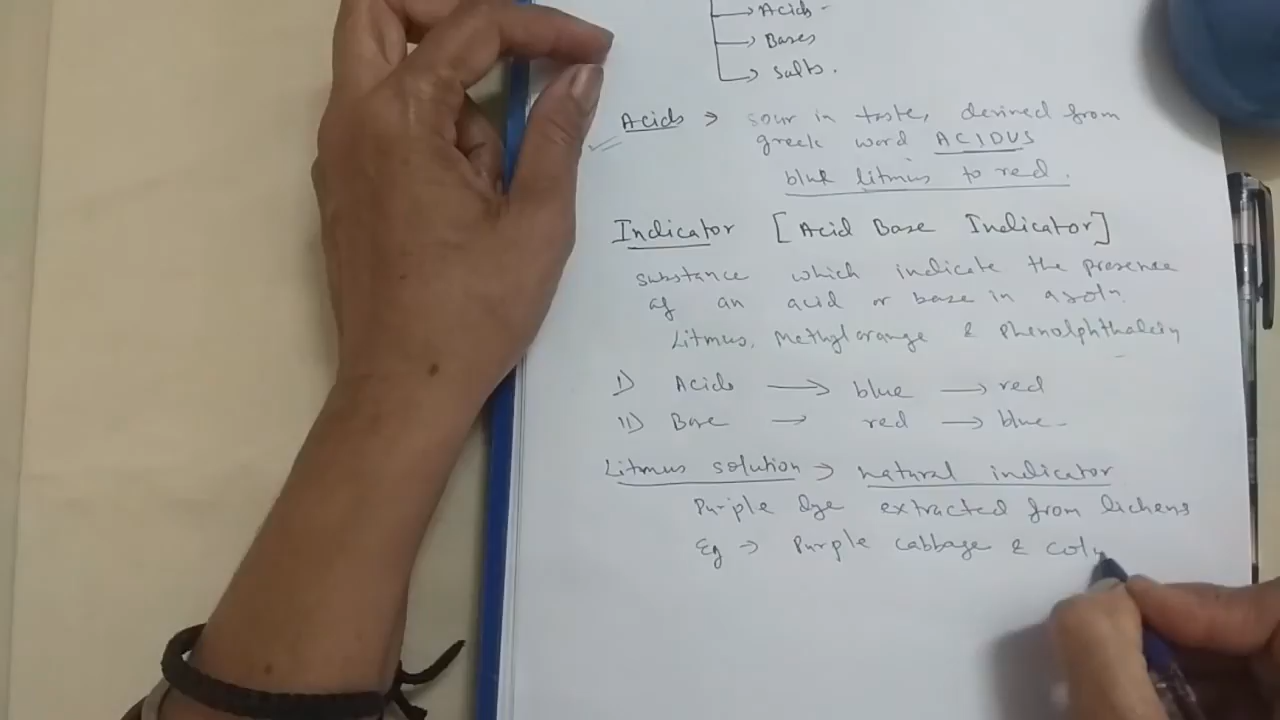 → Acids -
→ Bases
→ Salts.
Acids → sour in taste, derived from
greek word ACIDUS
blue litmus to red.
Indicator [Acid Base Indicator]
substance which indicate the presence
of an acid or base in a soln.
Litmus, Methyl orange & Phenolphthalein
I) Acids → blue → red
II) Base → red → blue-
Litmus solution → natural indicator
Purple dye extracted from lichens
Eg → Purple cabbage &